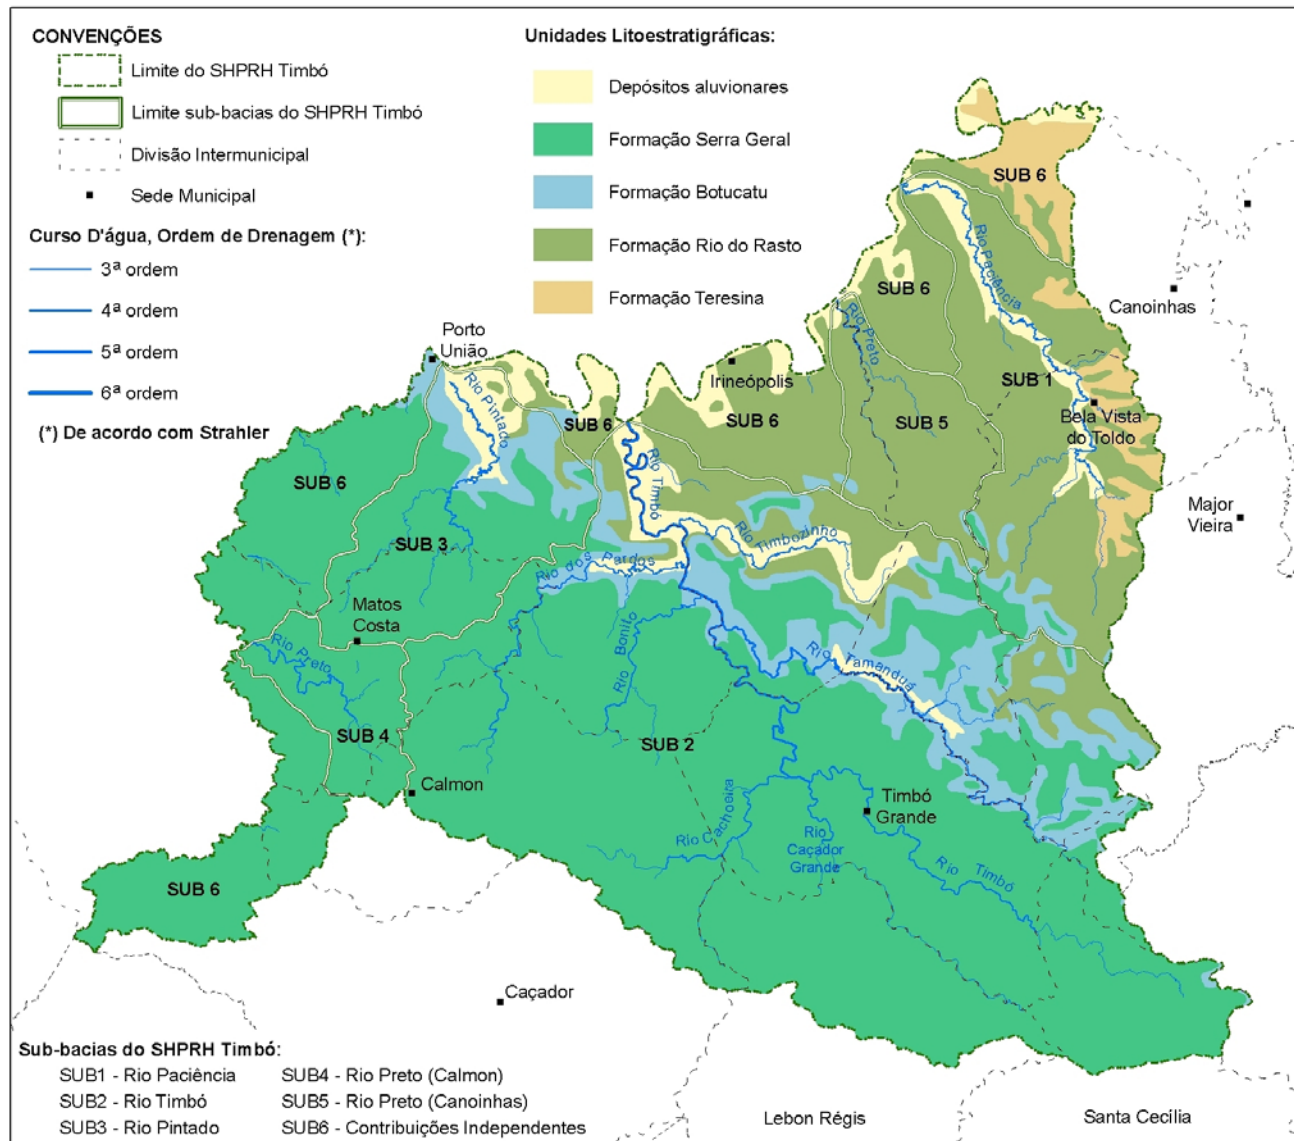 CONVENÇÕES
Limite do SHPRH Timbó
Limite sub-bacias do SHPRH Timbó
Divisão Intermunicipal
Sede Municipal
Curso D'água, Ordem de Drenagem (*):
3ª ordem
4ª ordem
5ª ordem
6ª ordem
(*) De acordo com Strahler
Unidades Litoestratigráficas:
Depósitos aluvionares
Formação Serra Geral
Formação Botucatu
Formação Rio do Rasto
Formação Teresina
SUB 6
Rio Paciência
SUB 6
Canoinhas
Rio Preto
Porto
União
Irineópolis
SUB 1
Rio Pintado
SUB 6
SUB 6
SUB 5
Bela Vista
do Toldo
SUB 6
Rio Timbó
Major
Vieira
SUB 3
Rio Timbozinho
Rio dos Pardos
Matos
Costa
Rio Bonito
Rio Preto
Rio Tamanduá
SUB 4
SUB 2
Calmon
Timbó
Grande
Rio Cachoeira
Rio
Caçador
Grande
Rio Timbó
SUB 6
Caçador
Sub-bacias do SHPRH Timbó:
SUB1 - Rio Paciência
SUB2 - Rio Timbó
SUB3 - Rio Pintado
SUB4 - Rio Preto (Calmon)
SUB5 - Rio Preto (Canoinhas)
SUB6 - Contribuições Independentes
Lebon Régis
Santa Cecília